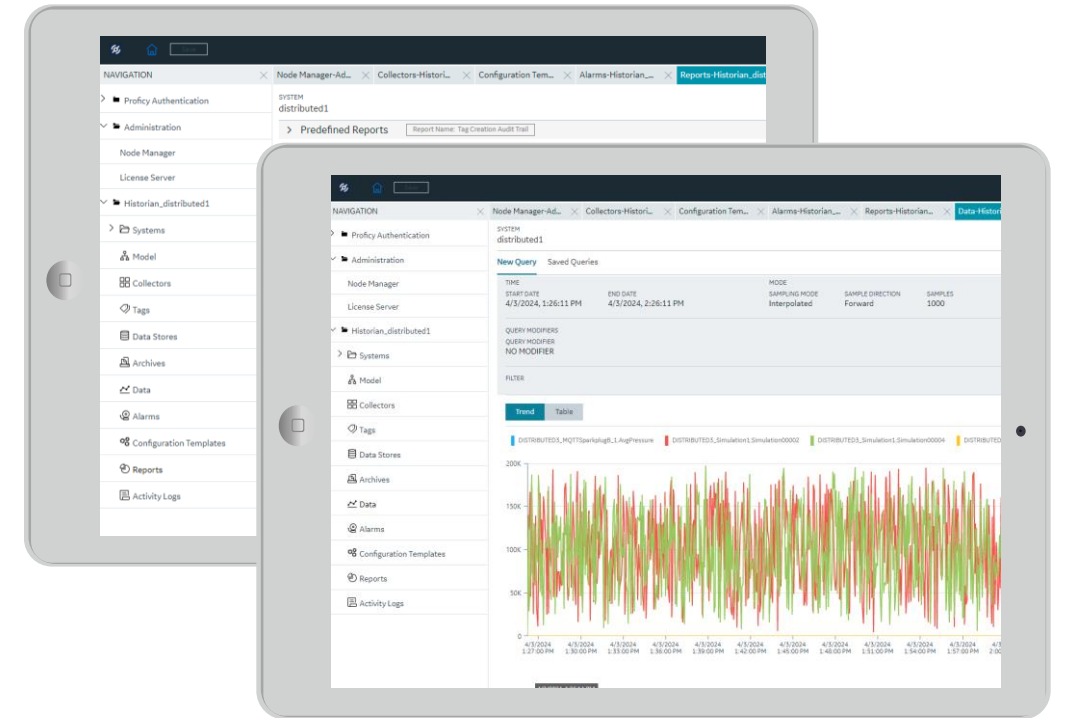 Save
NAVIGATION
Node Manager-Ad...
Collectors-Histori...
Configuration Tem...
Alarms-Historian_...
Reports-Historian_dist
Proficy Authentication
Administration
Node Manager
License Server
Historian_distributed1
Systems
Model
Collectors
Tags
Data Stores
Archives
Data
Alarms
Configuration Templates
Reports
Activity Logs
SYSTEM
distributed1
Predefined Reports
Report Name: Tag Creation Audit Trail
Save
NAVIGATION
Node Manager-Ad...
Collectors-Histori...
Configuration Tem...
Alarms-Historian_...
Reports-Historian...
Data-Histori
Proficy Authentication
Administration
Node Manager
License Server
Historian_distributed1
Systems
Model
Collectors
Tags
Data Stores
Archives
Data
Alarms
Configuration Templates
Reports
Activity Logs
SYSTEM
distributed1
New Query Saved Queries
TIME MODE
START DATE END DATE SAMPLING MODE SAMPLE DIRECTION SAMPLES
4/3/2024, 1:26:11 PM 4/3/2024, 2:26:11 PM Interpolated Forward 1000
QUERY MODIFIERS
QUERY MODIFIER
NO MODIFIER
FILTER
Trend Table
DISTRIBUTED3_MQTTSparkplugB_1.AvgPressure DISTRIBUTED3_Simulation1.Simulation00002 DISTRIBUTED3_Simulation1.Simulation00004 DISTRIBUTED
200K
150K
100K
50K
0
4/3/2024 4/3/2024 4/3/2024 4/3/2024 4/3/2024 4/3/2024 4/3/2024 4/3/2024 4/3/2024 4/3/2024 4/3/2024 4/3
1:27:00 PM 1:30:00 PM 1:33:00 PM 1:36:00 PM 1:39:00 PM 1:42:00 PM 1:45:00 PM 1:48:00 PM 1:51:00 PM 1:54:00 PM 1:57:00 PM 2:00